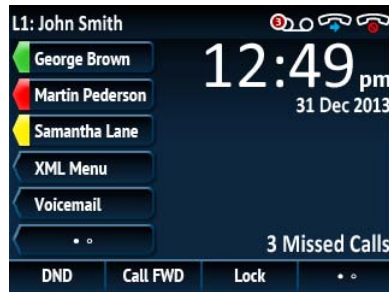 L1: John Smith
3
George Brown
12:49 pm
Martin Pederson
31 Dec 2013
Samantha Lane
XML Menu
Voicemail
3 Missed Calls
DND Call FWD Lock